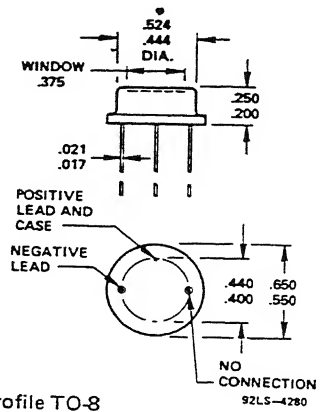 .524
.444
DIA.
WINDOW
.375
.250
.200
.021
.017
POSITIVE
LEAD AND
CASE
NEGATIVE
LEAD
.440 .650
.400 .550
NO
CONNECTION
rofile TO-8
92LS-4280